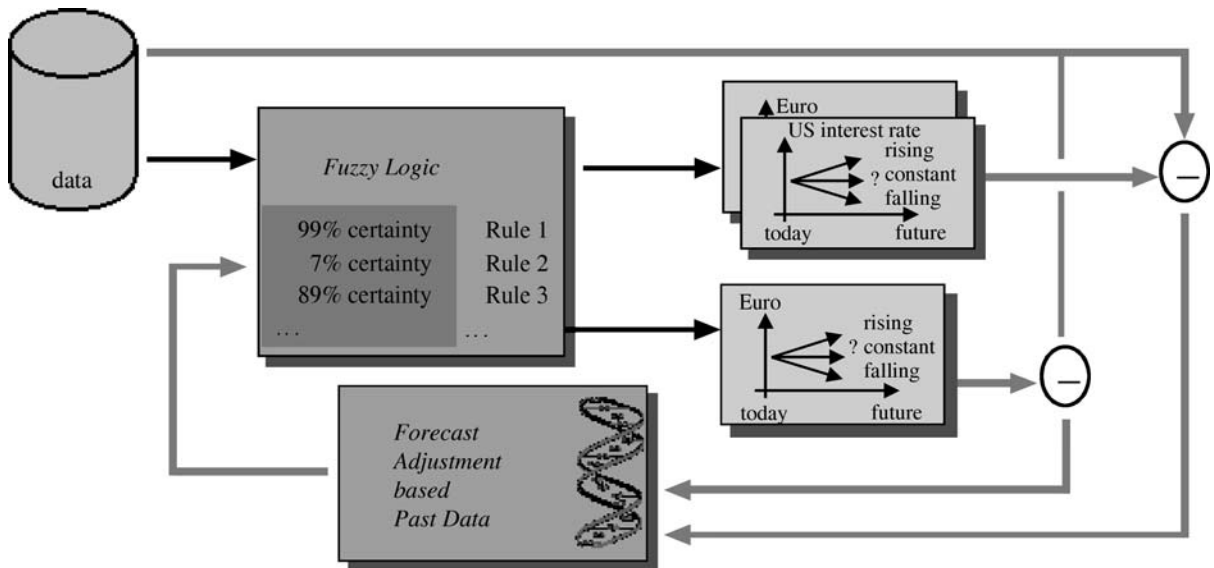 data
Fuzzy Logic
99% certainty Rule 1
7% certainty Rule 2
89% certainty Rule 3
... ...
Euro
US interest rate
rising
? constant
falling
today future
Euro
rising
? constant
falling
today future
–
–
Forecast
Adjustment
based
Past Data